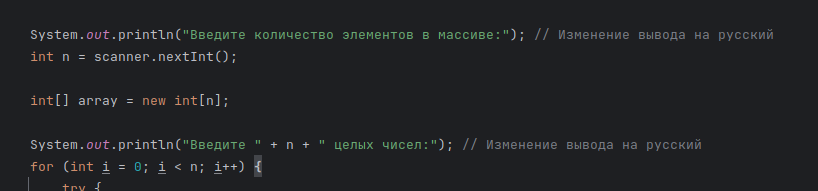 System.out.println("Введите количество элементов в массиве:"); // Изменение вывода на русский
int n = scanner.nextInt();
int[] array = new int[n];
System.out.println("Введите " + n + " целых чисел:"); // Изменение вывода на русский
for (int i = 0; i < n; i++) {
try {